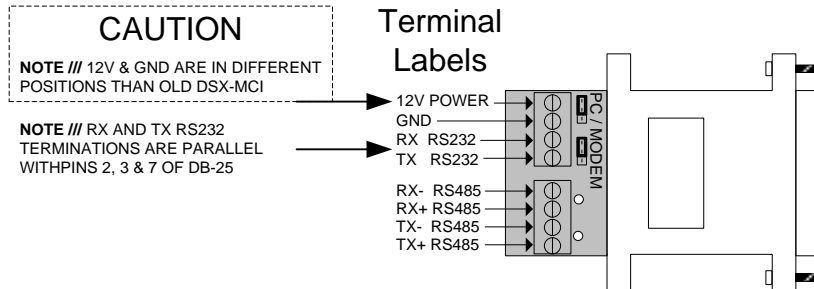 CAUTION
NOTE /// 12V & GND ARE IN DIFFERENT
POSITIONS THAN OLD DSX-MCI
NOTE /// RX AND TX RS232
TERMINATIONS ARE PARALLEL
WITHPINS 2, 3 & 7 OF DB-25
Terminal
Labels
12V POWER
GND
RX RS232
TX RS232
RX- RS485
RX+ RS485
TX- RS485
TX+ RS485
PC / MODEM